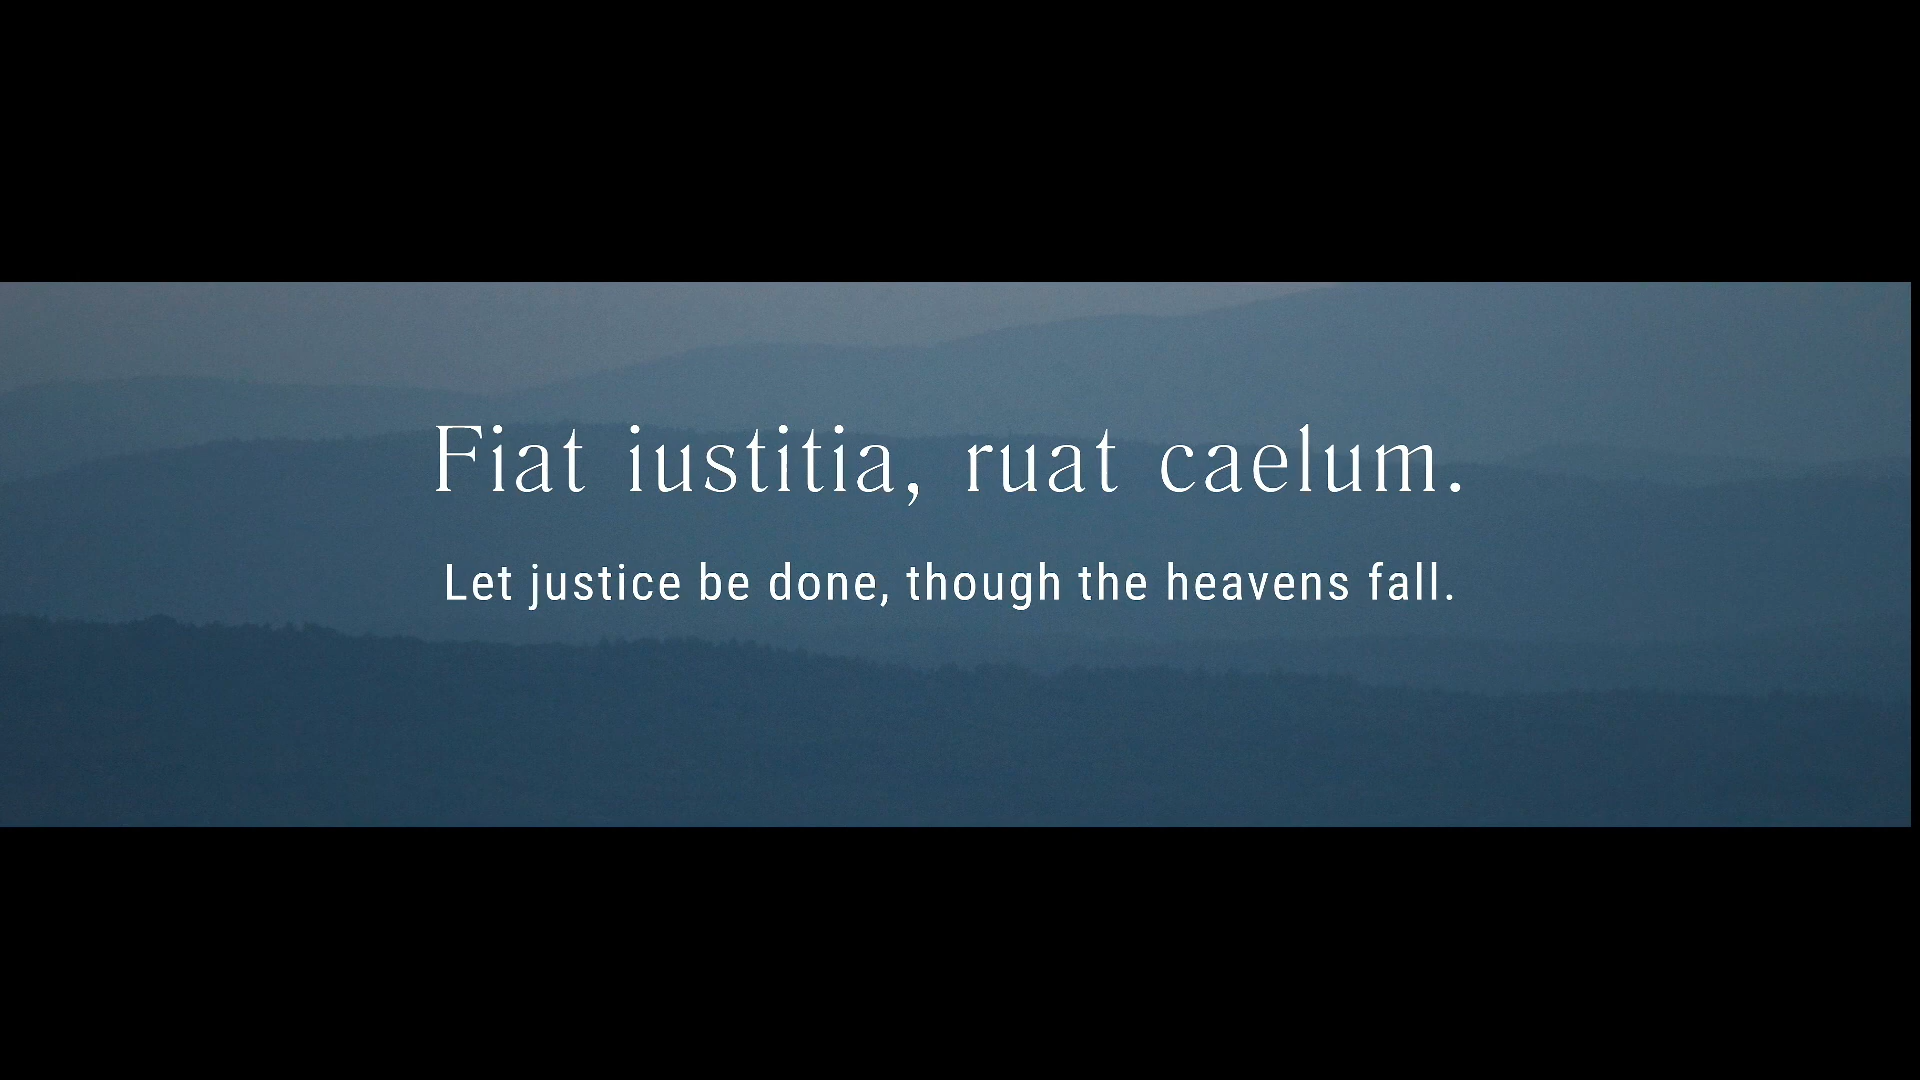 Fiat iustitia, ruat caelum.
Let justice be done, though the heavens fall.